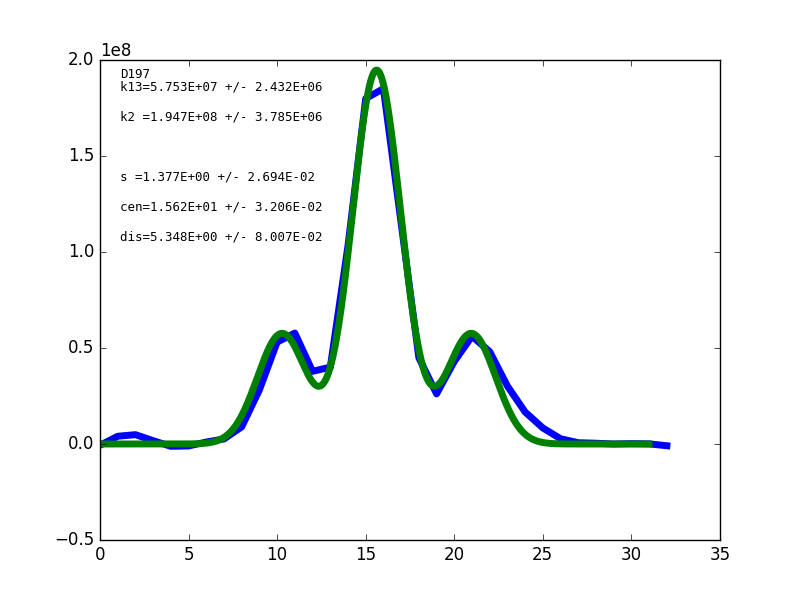 1e8
2.0
D197
k13=5.753E+07 +/- 2.432E+06
k2 =1.947E+08 +/- 3.785E+06
1.5
s =1.377E+00 +/- 2.694E-02
cen=1.562E+01 +/- 3.206E-02
dis=5.348E+00 +/- 8.007E-02
1.0
0.5
0.0
−0.5
0 5 10 15 20 25 30 35